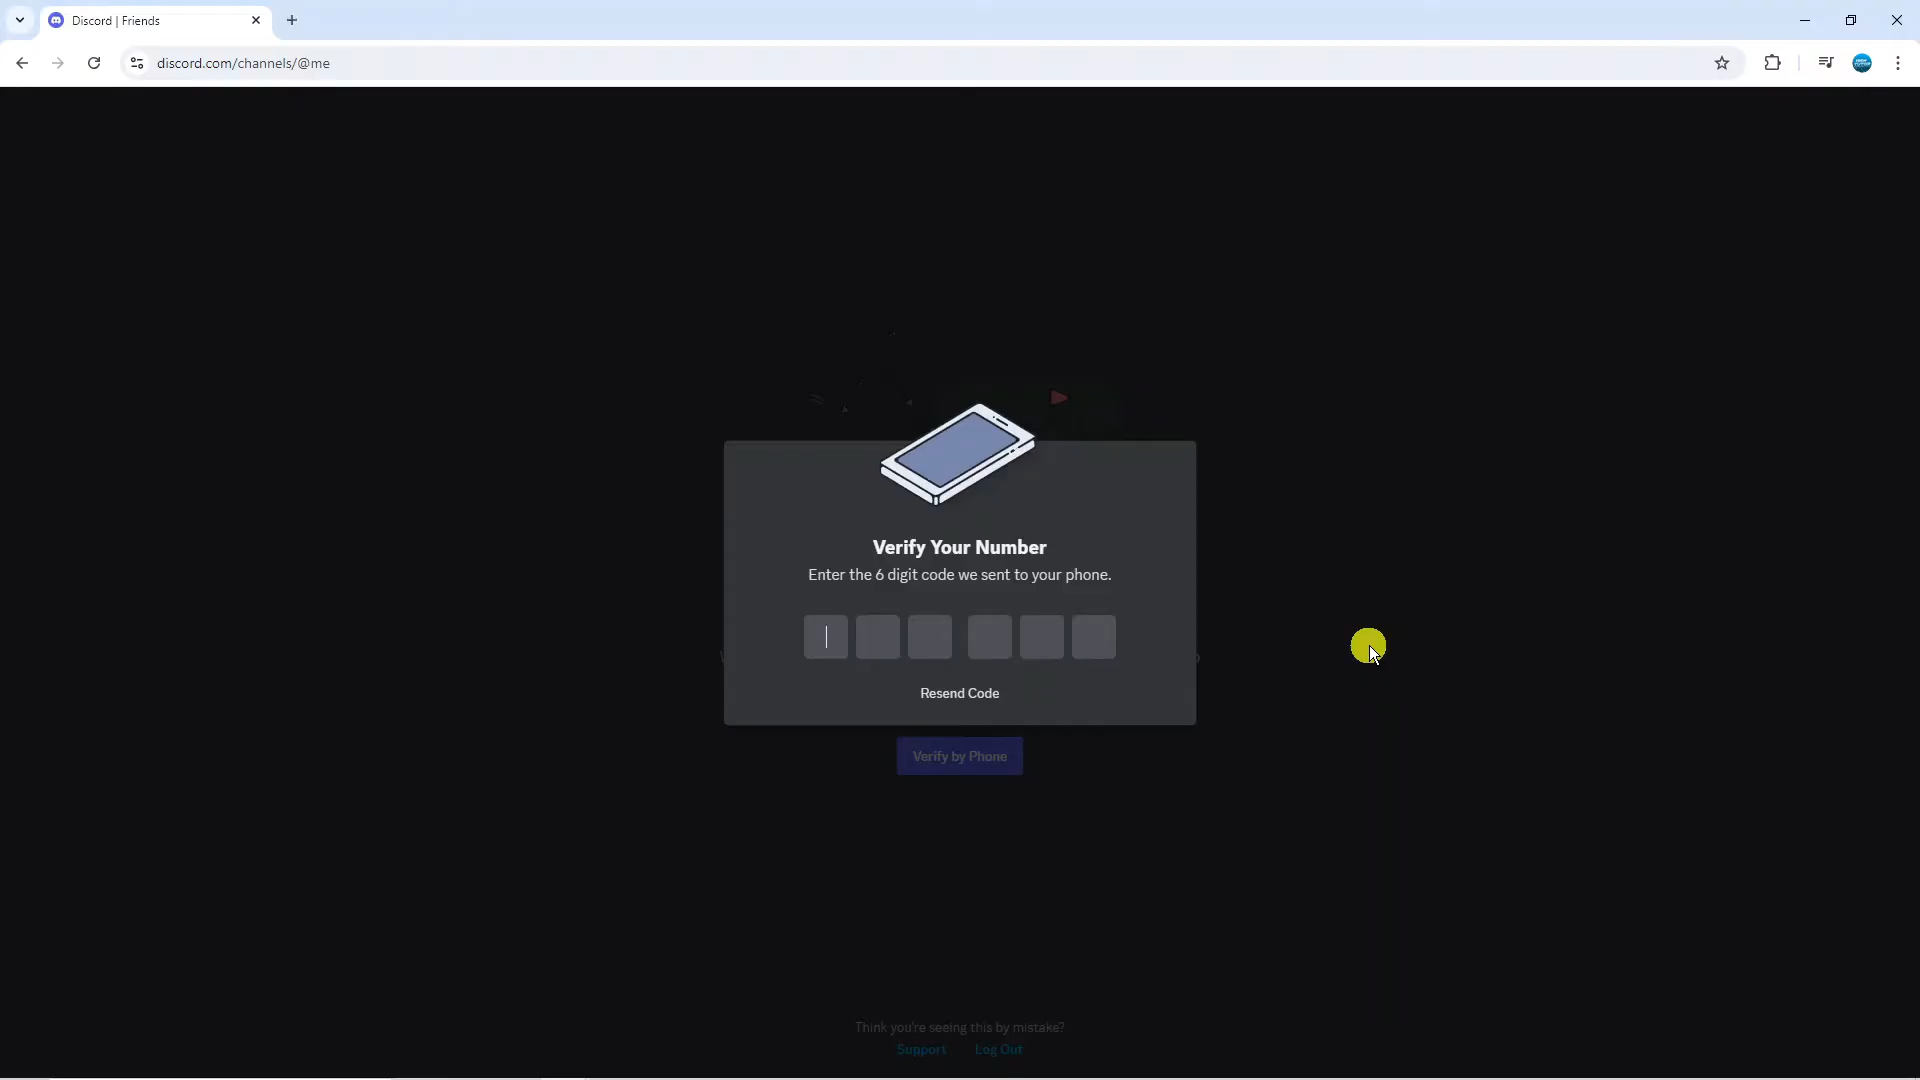 Discord | Friends
discord.com/channels/@me
Verify Your Number
Enter the 6 digit code we sent to your phone.
Resend Code
Verify by Phone
Think you're seeing this by mistake?
Support Log Out